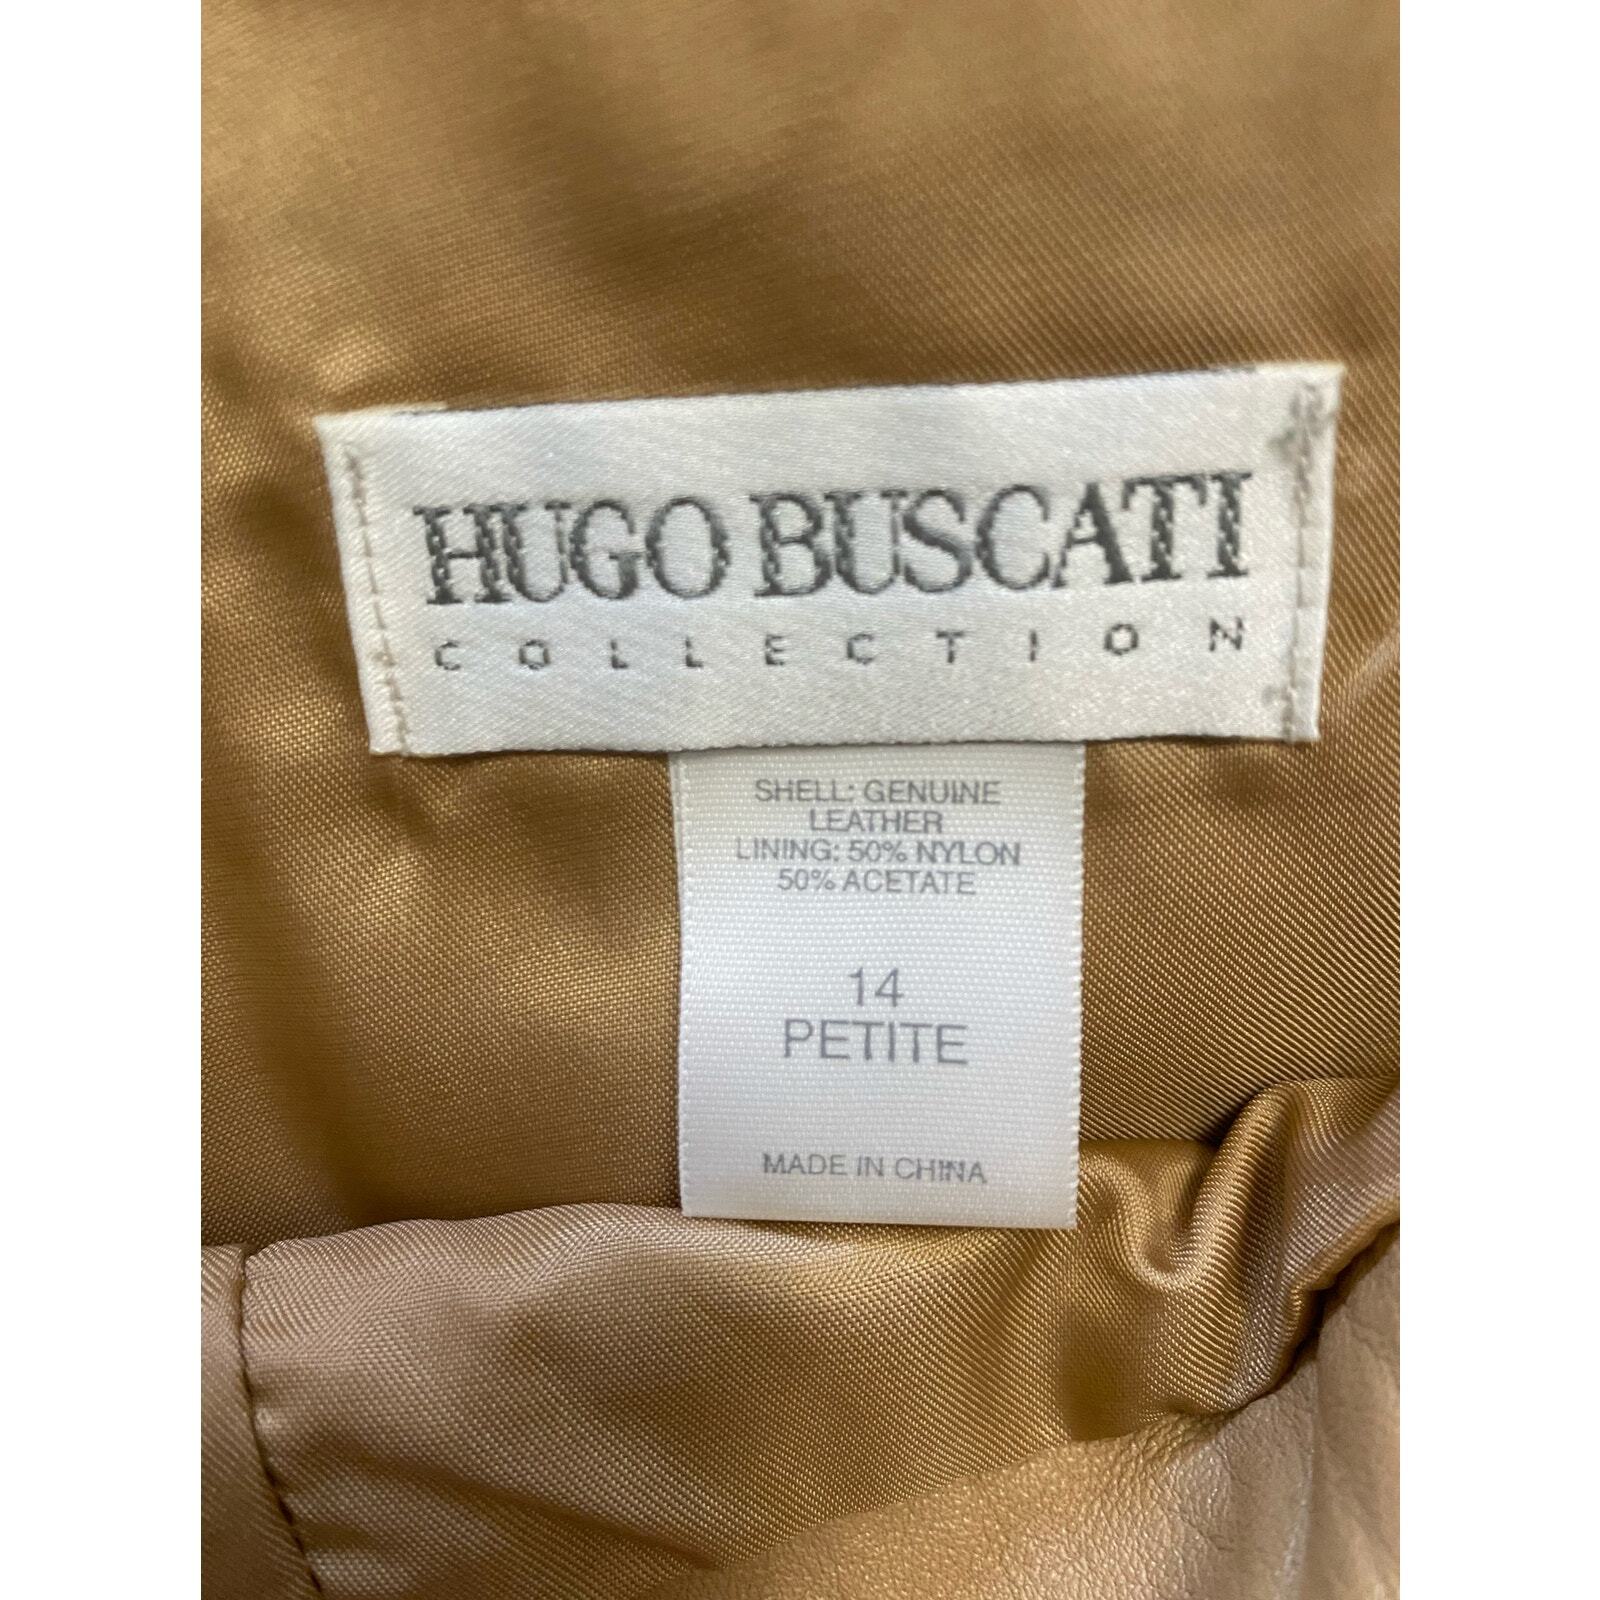 HUGO BUSCATI
COLLECTION
SHELL: GENUINE
LEATHER
LINING: 50% NYLON
50% ACETATE
14
PETITE
MADE IN CHINA